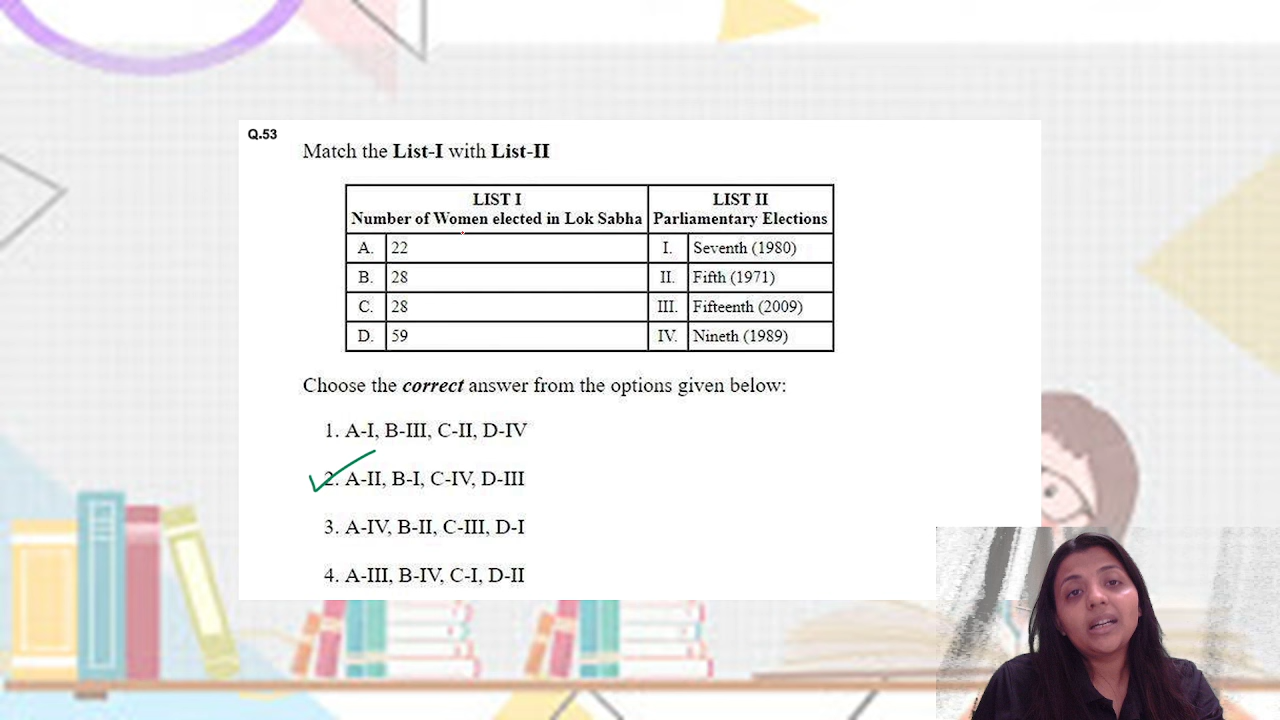 Q.53
Match the List-I with List-II
LIST I LIST II
Number of Women elected in Lok Sabha Parliamentary Elections
A. 22 I. Seventh (1980)
B. 28 II. Fifth (1971)
C. 28 III. Fifteenth (2009)
D. 59 IV. Nineth (1989)
Choose the correct answer from the options given below:
1. A-I, B-III, C-II, D-IV
2. A-II, B-I, C-IV, D-III
3. A-IV, B-II, C-III, D-I
4. A-III, B-IV, C-I, D-II